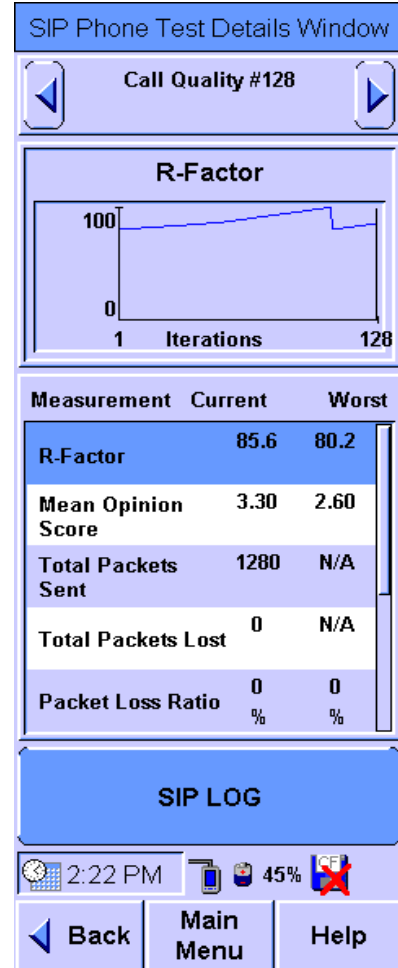 SIP Phone Test Details Window
Call Quality #128
R-Factor
100
0
1 Iterations 128
Measurement Current Worst
R-Factor 85.6 80.2
Mean Opinion Score 3.30 2.60
Total Packets Sent 1280 N/A
Total Packets Lost 0 N/A
Packet Loss Ratio 0 % 0 %
SIP LOG
2:22 PM 45% CF
Back Main Menu Help